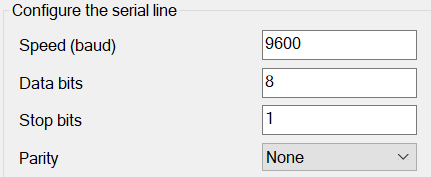 Configure the serial line
Speed (baud) 9600
Data bits 8
Stop bits 1
Parity None